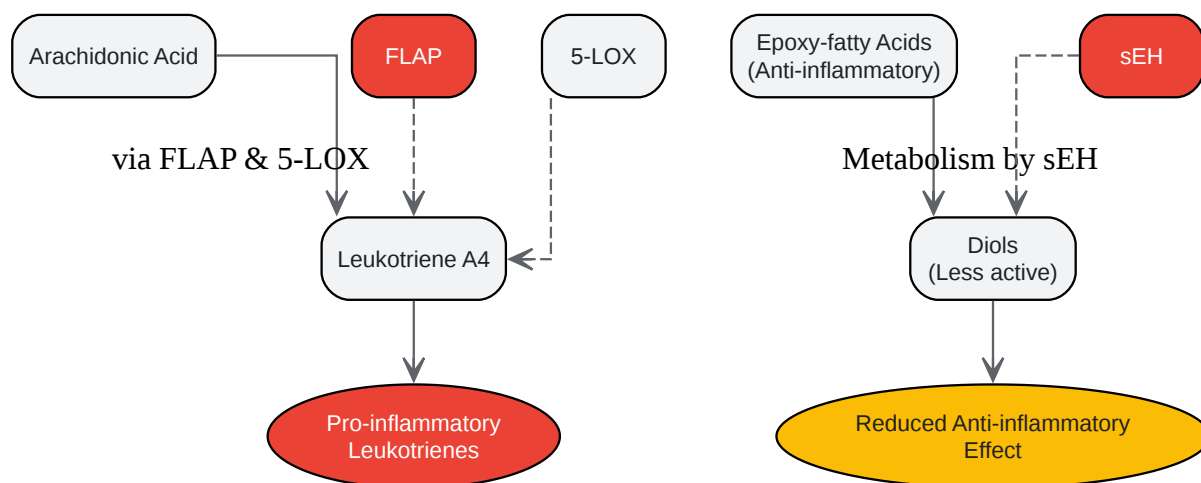 Arachidonic Acid
FLAP
5-LOX
Epoxy-fatty Acids
(Anti-inflammatory)
sEH
via FLAP & 5-LOX
Metabolism by sEH
Leukotriene A4
Diols
(Less active)
Pro-inflammatory
Leukotrienes
Reduced Anti-inflammatory
Effect